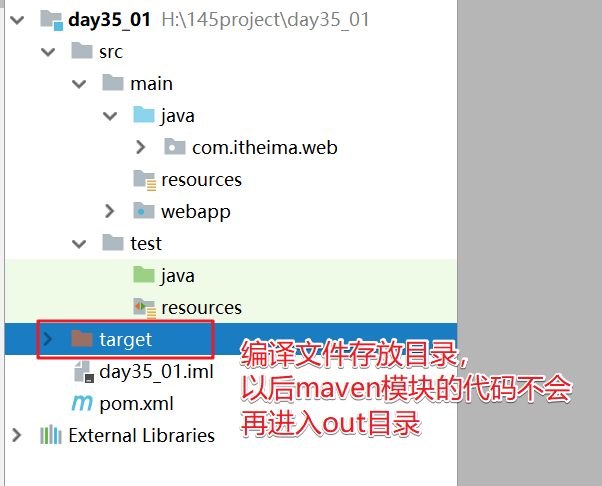 day35_01 H:\145project\day35_01
src
main
java
com.itheima.web
resources
webapp
test
java
resources
target
编译文件存放目录，
day35_01.iml
以后maven模块的代码不会
pom.xml
再进入out目录
External Libraries